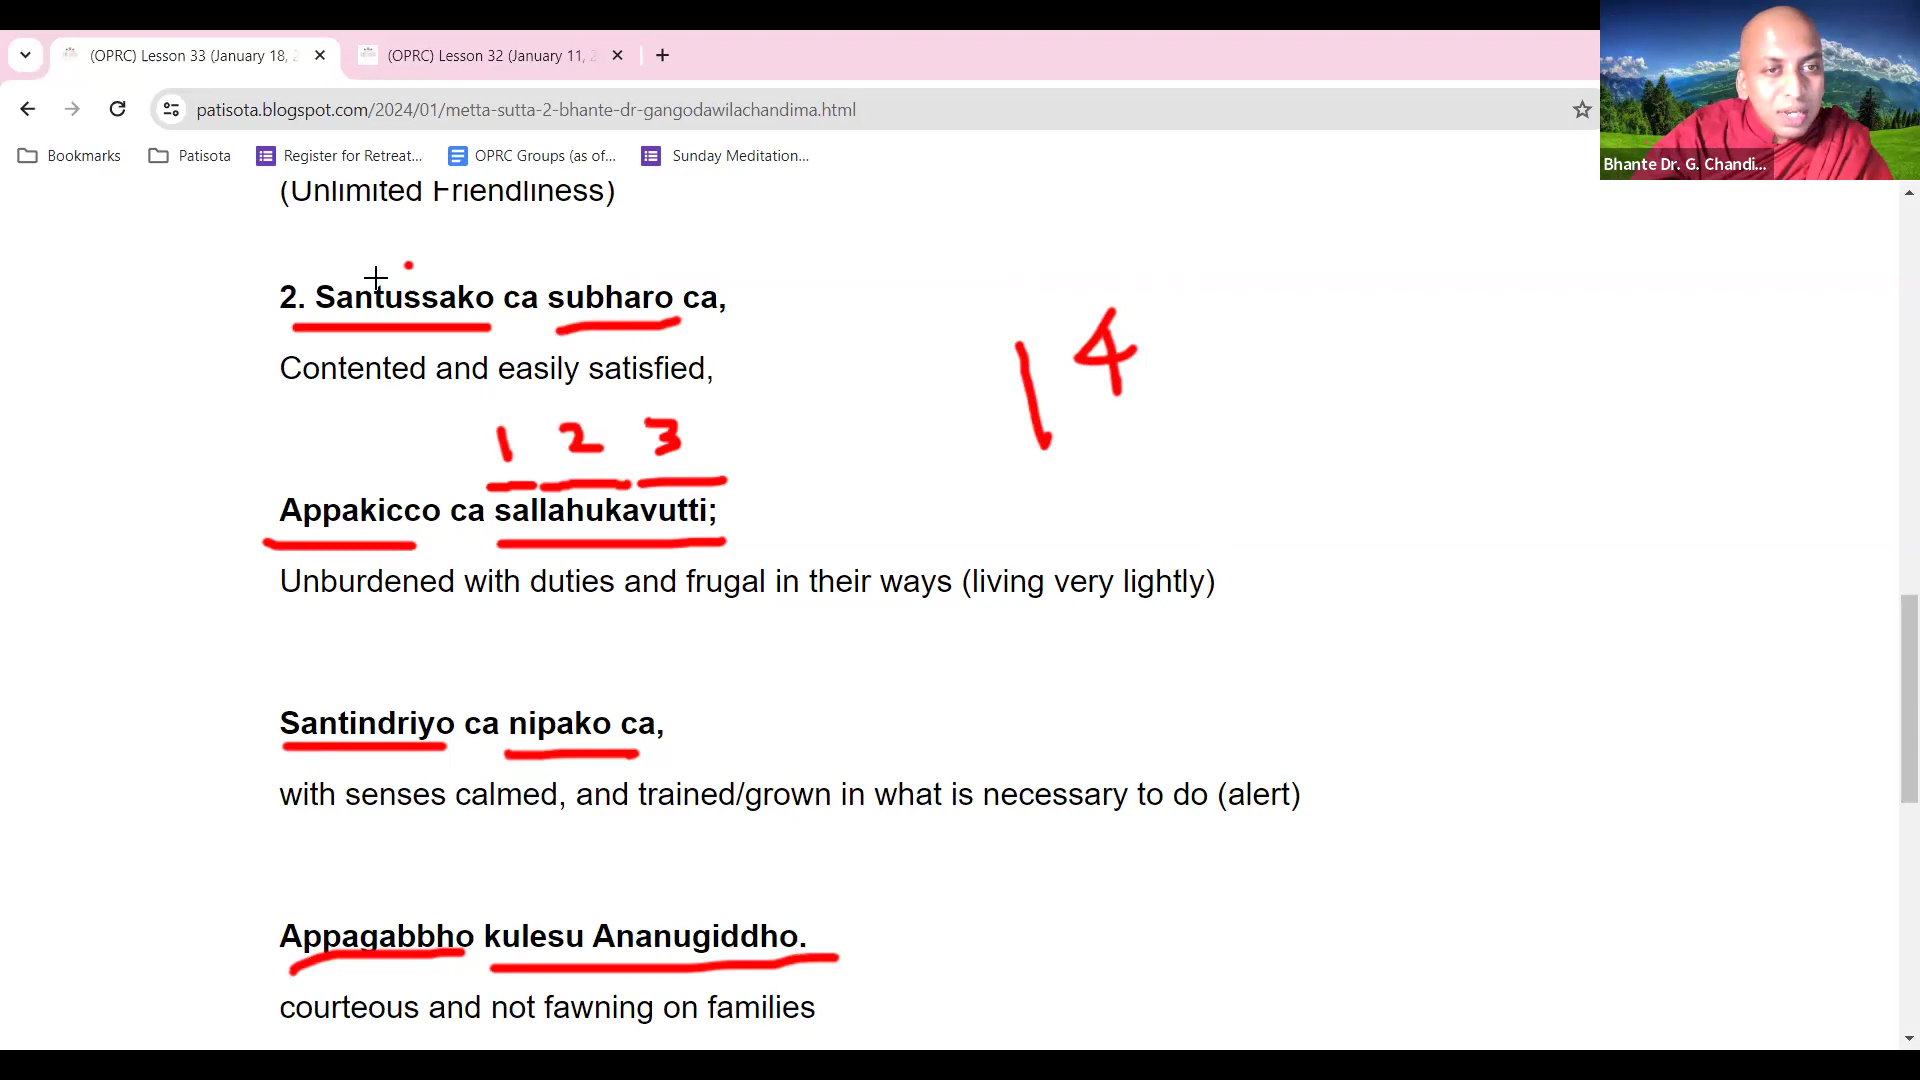 (OPRC) Lesson 33 (January 18, 2
(OPRC) Lesson 32 (January 11, 2
patisota.blogspot.com/2024/01/metta-sutta-2-bhante-dr-gangodawilachandima.html
Bookmarks Patisota Register for Retreat... OPRC Groups (as of... Sunday Meditation...
Bhante Dr. G. Chandi...
(Unlimited Friendliness)
2. Santussako ca subharo ca,
Contented and easily satisfied,
14
1 2 3
Appakicco ca sallahukavutti;
Unburdened with duties and frugal in their ways (living very lightly)
Santindriyo ca nipako ca,
with senses calmed, and trained/grown in what is necessary to do (alert)
Appagabbho kulesu Ananugiddho.
courteous and not fawning on families